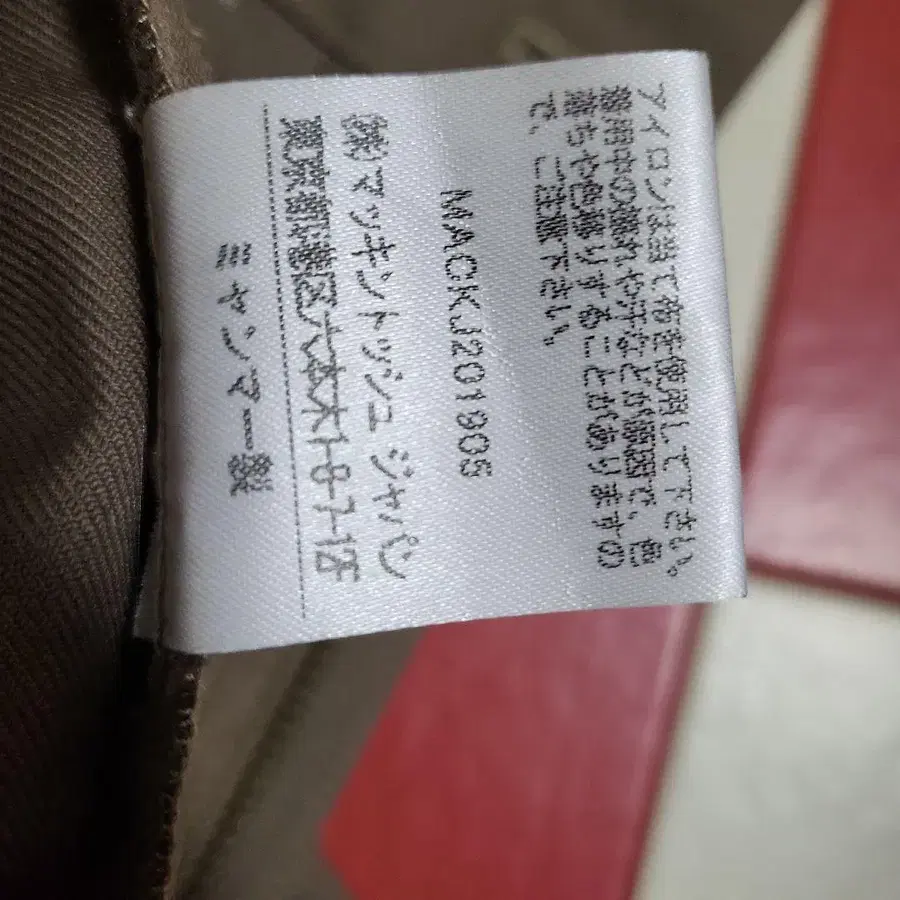 アイロンは当て布を使用して下さい。
着用中の擦れや汗などが原因で、色
落ちや色移りすることがありますの
で、ご注意下さい。
MACKJ201905
(株)マッキントッシュ ジャパン
東京都港区六本木1-8-7-12F
ミャンマー製